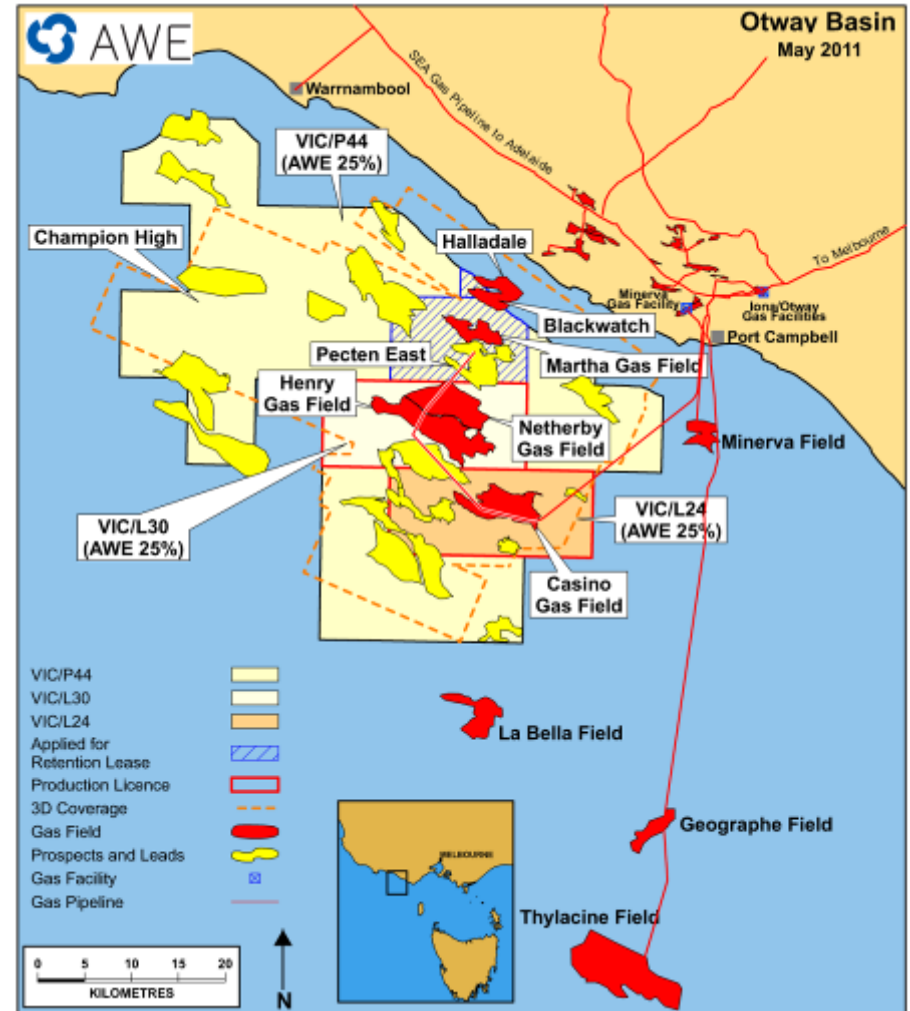 AWE
Otway Basin
May 2011
Warrnambool
SEA Gas Pipeline to Adelaide
VIC/P44
(AWE 25%)
Champion High
Halladale
To Melbourne
Minerva
Gas Facility
Iona/Otway
Gas Facilities
Blackwatch
Port Campbell
Pecten East
Martha Gas Field
Henry
Gas Field
Netherby
Gas Field
Minerva Field
VIC/L30
(AWE 25%)
VIC/L24
(AWE 25%)
Casino
Gas Field
VIC/P44
VIC/L30
VIC/L24
Applied for
Retention Lease
Production Licence
3D Coverage
Gas Field
Prospects and Leads
Gas Facility
Gas Pipeline
La Bella Field
Geographe Field
Thylacine Field
MELBOURNE
0 5 10 15 20
KILOMETRES
N